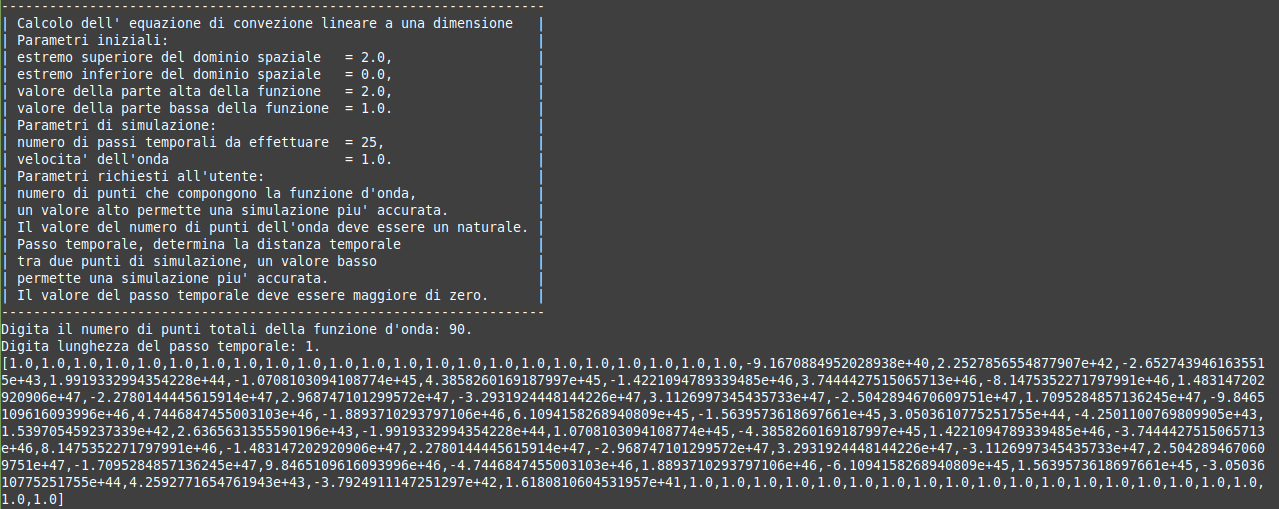 --------------------------------------------------------------------
| Calcolo dell' equazione di convezione lineare a una dimensione   |
| Parametri iniziali:                                              |
| estremo superiore del dominio spaziale   = 2.0,                  |
| estremo inferiore del dominio spaziale   = 0.0,                  |
| valore della parte alta della funzione   = 2.0,                  |
| valore della parte bassa della funzione  = 1.0.                  |
| Parametri di simulazione:                                        |
| numero di passi temporali da effettuare  = 25,                   |
| velocita' dell'onda                      = 1.0.                  |
| Parametri richiesti all'utente:                                  |
| numero di punti che compongono la funzione d'onda,               |
| un valore alto permette una simulazione piu' accurata.           |
| Il valore del numero di punti dell'onda deve essere un naturale. |
| Passo temporale, determina la distanza temporale                 |
| tra due punti di simulazione, un valore basso                    |
| permette una simulazione piu' accurata.                          |
| Il valore del passo temporale deve essere maggiore di zero.      |
--------------------------------------------------------------------
Digita il numero di punti totali della funzione d'onda: 90.
Digita lunghezza del passo temporale: 1.
[1.0,1.0,1.0,1.0,1.0,1.0,1.0,1.0,1.0,1.0,1.0,1.0,1.0,1.0,1.0,1.0,1.0,1.0,1.0,1.0,1.0,1.0,1.0,-9.1670884952028938e+40,2.2527856554877907e+42,-2.652743946163551
5e+43,1.9919332994354228e+44,-1.0708103094108774e+45,4.3858260169187997e+45,-1.4221094789339485e+46,3.7444427515065713e+46,-8.1475352271797991e+46,1.483147202
920906e+47,-2.2780144445615914e+47,2.968747101299572e+47,-3.2931924448144226e+47,3.1126997345435733e+47,-2.5042894670609751e+47,1.7095284857136245e+47,-9.8465
109616093996e+46,4.7446847455003103e+46,-1.8893710293797106e+46,6.1094158268940809e+45,-1.5639573618697661e+45,3.0503610775251755e+44,-4.2501100769809905e+43,
1.539705459237339e+42,2.6365631355590196e+43,-1.9919332994354228e+44,1.0708103094108774e+45,-4.3858260169187997e+45,1.4221094789339485e+46,-3.7444427515065713
e+46,8.1475352271797991e+46,-1.483147202920906e+47,2.2780144445615914e+47,-2.968747101299572e+47,3.2931924448144226e+47,-3.1126997345435733e+47,2.504289467060
9751e+47,-1.7095284857136245e+47,9.8465109616093996e+46,-4.7446847455003103e+46,1.8893710293797106e+46,-6.1094158268940809e+45,1.5639573618697661e+45,-3.05036
10775251755e+44,4.2592771654761943e+43,-3.7924911147251297e+42,1.6180810604531957e+41,1.0,1.0,1.0,1.0,1.0,1.0,1.0,1.0,1.0,1.0,1.0,1.0,1.0,1.0,1.0,1.0,1.0,1.0,
1.0,1.0]